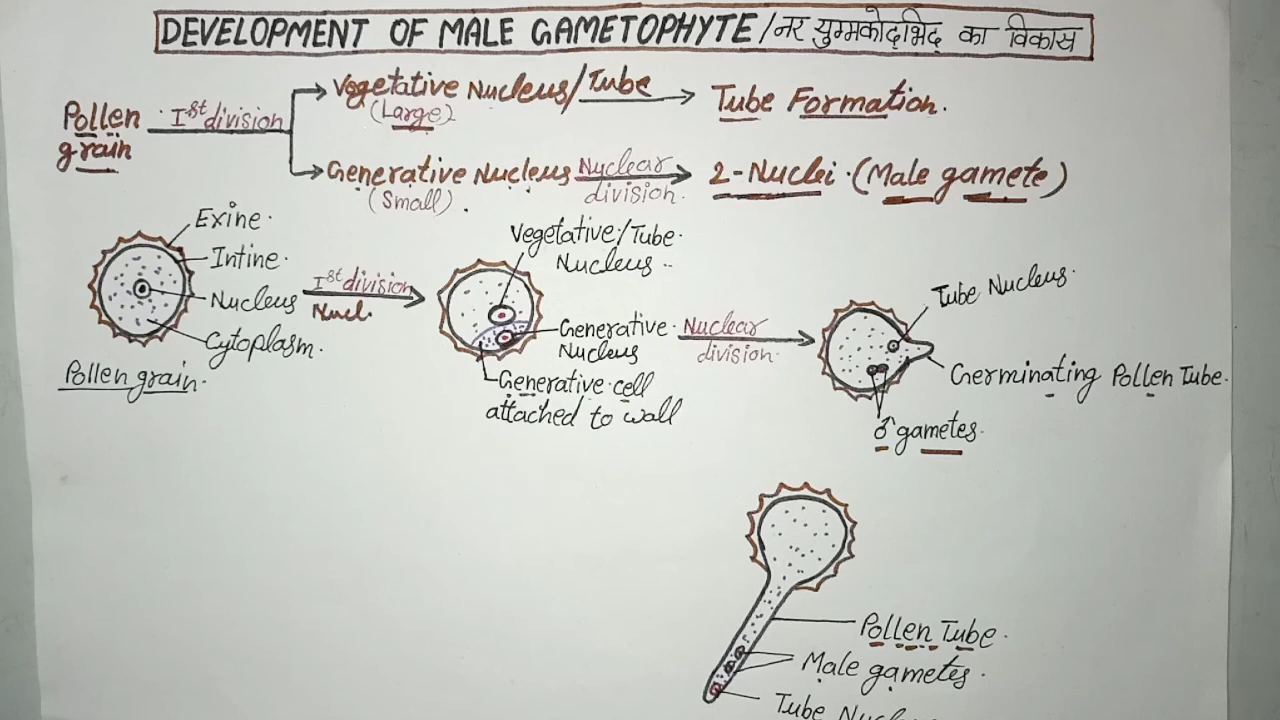 DEVELOPMENT OF MALE GAMETOPHYTE/नर युग्मकोद्भिद् का विकास
Pollen grain
Ist division
Vegetative Nucleus/Tube
(Large)
Tube Formation.
Generative Nucleus
(Small).
Nuclear division.
2-Nuclei.(Male gamete)
Exine.
Intine.
Nucleus
Cytoplasm.
Pollen grain.
Ist division
Nucl.
Vegetative/Tube.
Nucleus..
Generative.
Nucleus
Generative cell
attached to wall
Nuclear
division.
Tube Nucleus.
Germinating Pollen Tube.
♂ gametes.
Pollen Tube.
Male gametes.
Tube